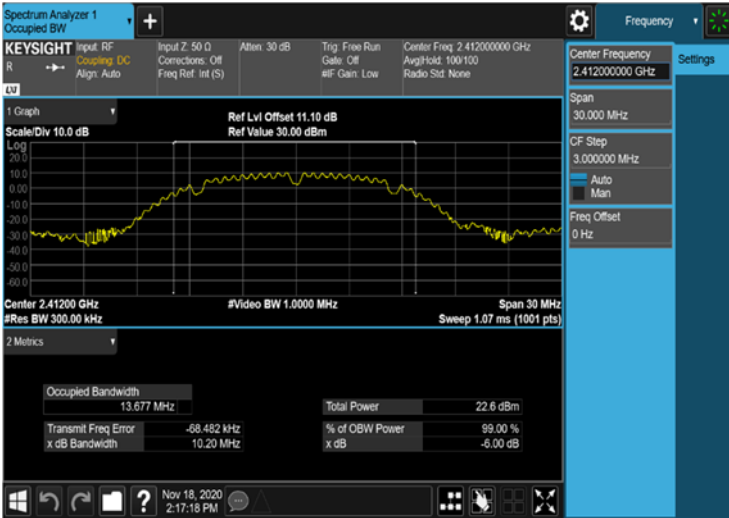 Spectrum Analyzer 1
Occupied BW
+
Frequency
KEYSIGHT
R
LXI
Input: RF
Coupling: DC
Align: Auto
Input Z: 50 Ω
Corrections: Off
Freq Ref: Int (S)
Atten: 30 dB
Trig: Free Run
Gate: Off
#IF Gain: Low
Center Freq: 2.412000000 GHz
Avg|Hold: 100/100
Radio Std: None
Center Frequency
2.412000000 GHz
Settings
Span
30.000 MHz
CF Step
3.000000 MHz
Auto
Man
Freq Offset
0 Hz
1 Graph
Scale/Div 10.0 dB
Ref Lvl Offset 11.10 dB
Ref Value 30.00 dBm
Log
20.0
10.0
0.00
-10.0
-20.0
-30.0
-40.0
-50.0
-60.0
Center 2.41200 GHz
#Video BW 1.0000 MHz
Span 30 MHz
#Res BW 300.00 kHz
Sweep 1.07 ms (1001 pts)
2 Metrics
Occupied Bandwidth
13.677 MHz
Total Power 22.6 dBm
Transmit Freq Error -68.482 kHz
% of OBW Power 99.00 %
x dB Bandwidth 10.20 MHz
x dB -6.00 dB
?
Nov 18, 2020
2:17:18 PM